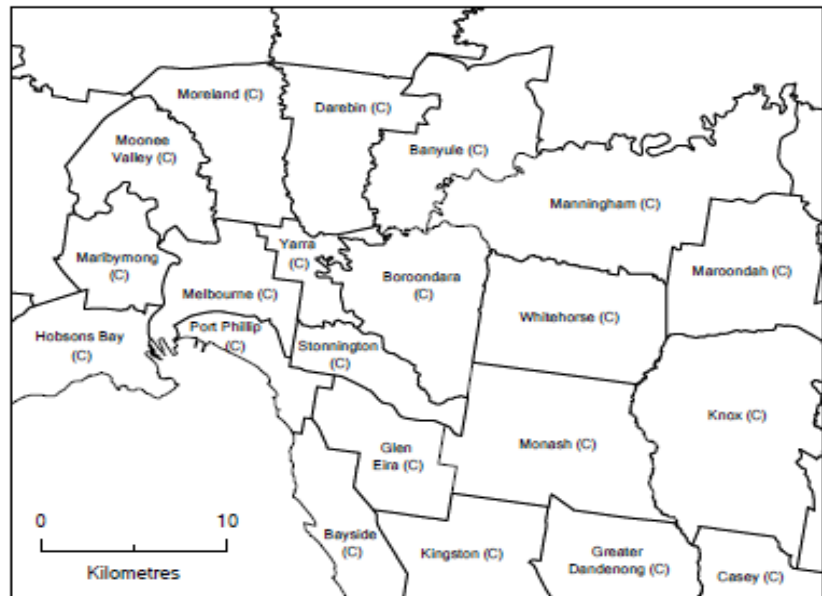 Moreland (C)
Darebin (C)
Moonee
Valley (C)
Banyule (C)
Manningham (C)
Yarra
(C)
Maribymong
(C)
Maroondah (C)
Boroondara
(C)
Melbourne (C)
Whitehorse (C)
Port Phillip
(C)
Hobsons Bay
(C)
Stonnington
(C)
Knox (C)
Glen
Eira (C)
Monash (C)
0 10
Kilometres
Bayside
(C)
Kingston (C)
Greater
Dandenong (C)
Casey (C)